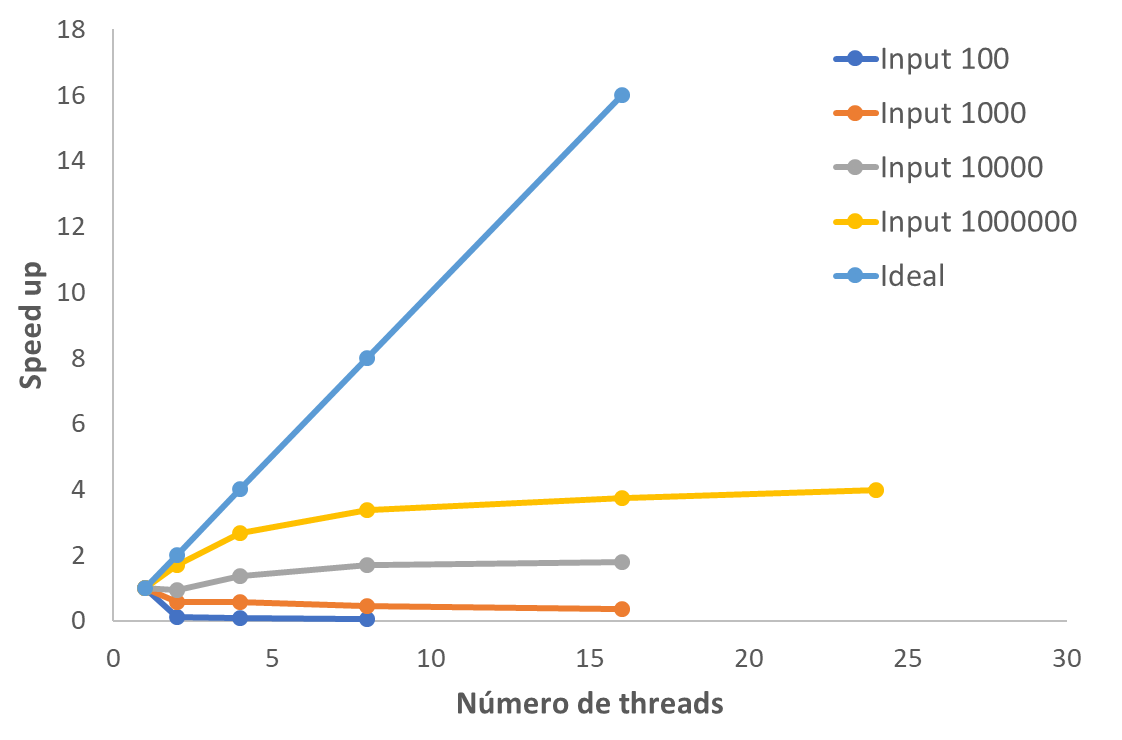 18
16
14
12
10
8
6
4
2
0
Speed up
0 5 10 15 20 25 30
Número de threads
Input 100
Input 1000
Input 10000
Input 1000000
Ideal